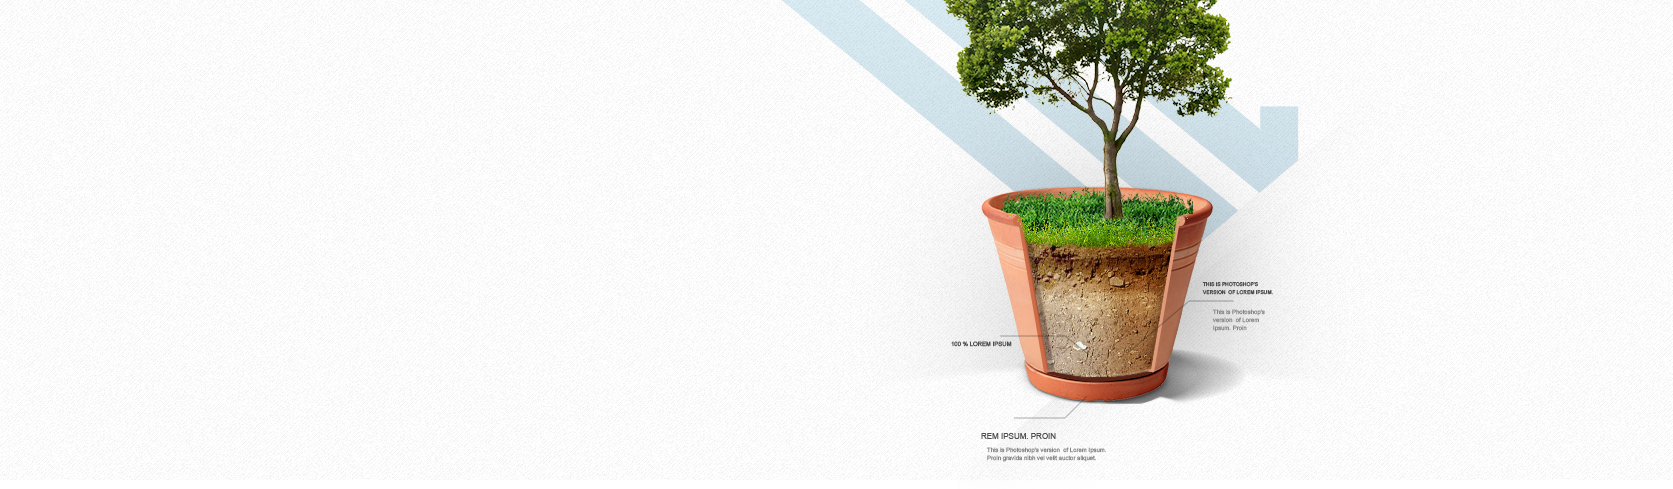 THIS IS PHOTOSHOP'S
VERSION OF LOREM IPSUM.
This is Photoshop's
version of Lorem
Ipsum. Proin
100 % LOREM IPSUM
REM IPSUM. PROIN
This is Photoshop's version of Lorem Ipsum.
Proin gravida nibh vel velit auctor aliquet.